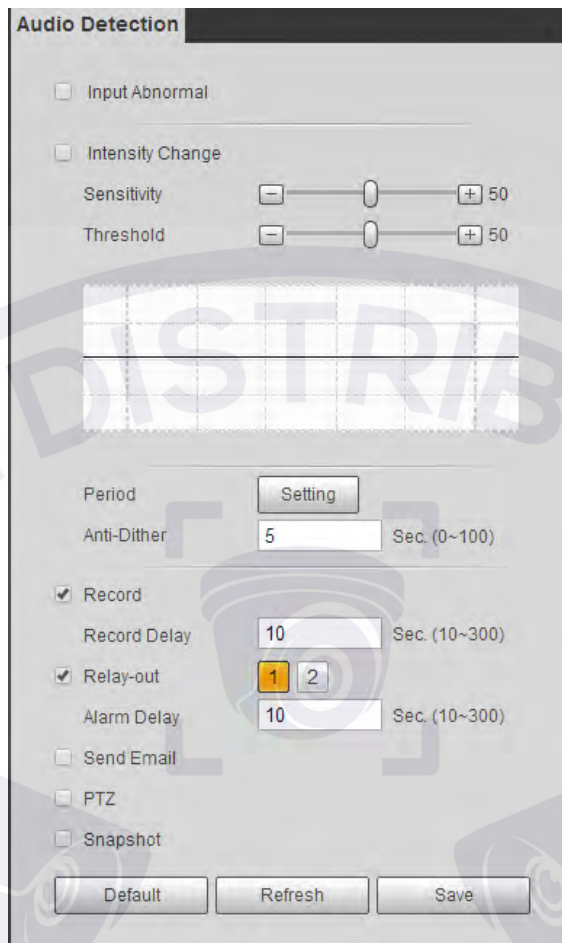 Audio Detection
Input Abnormal
Intensity Change
Sensitivity - + 50
Threshold - + 50
DISTRIB
Period Setting
Anti-Dither 5 Sec. (0~100)
Record
Record Delay 10 Sec. (10~300)
Relay-out 1 2
Alarm Delay 10 Sec. (10~300)
Send Email
PTZ
Snapshot
Default Refresh Save